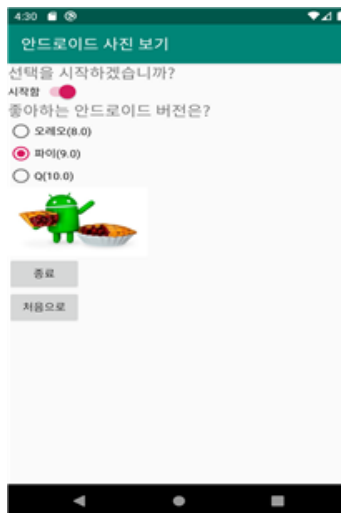 4:30
안드로이드 사진 보기
선택을 시작하겠습니까?
시작함
좋아하는 안드로이드 버전은?
오레오(8.0)
파이(9.0)
Q(10.0)
종료
처음으로